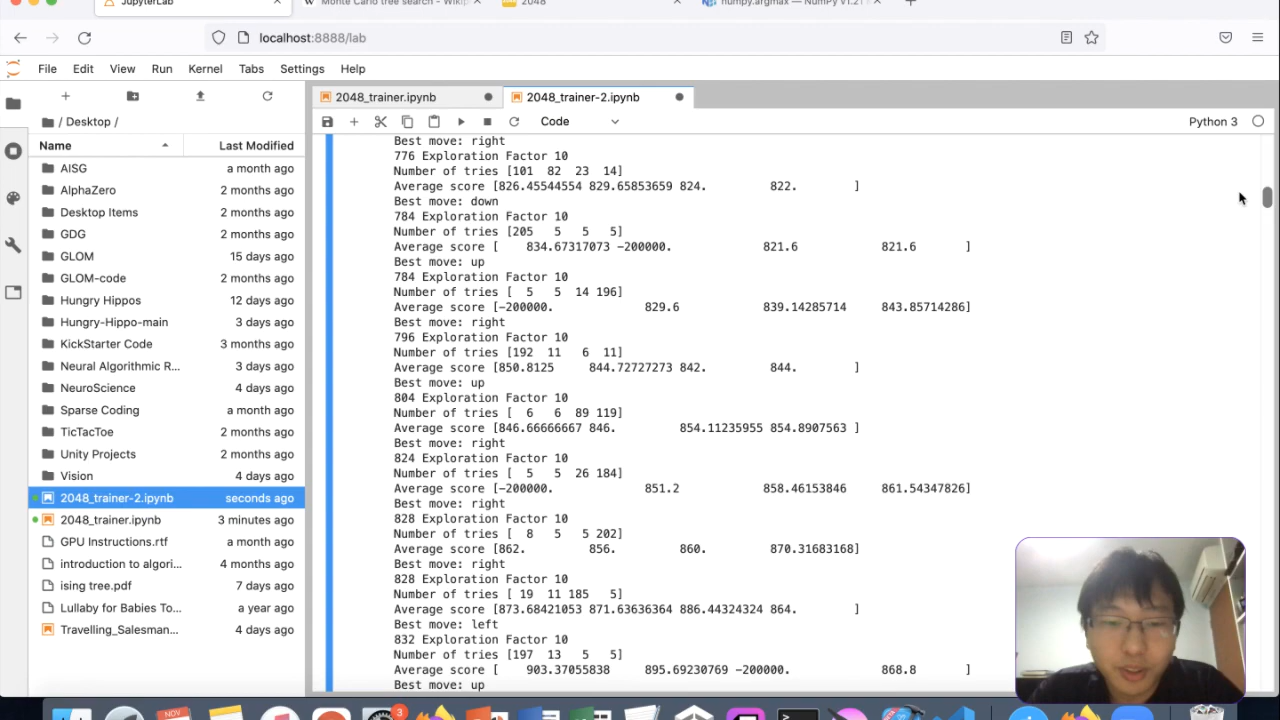 JupyterLab
Monte Carlo tree search - Wikip
2048
numpy.argmax — NumPy v1.21
localhost:8888/lab
File Edit View Run Kernel Tabs Settings Help
2048_trainer.ipynb
2048_trainer-2.ipynb
/ Desktop /
Code
Python 3
Name Last Modified
AISG a month ago
AlphaZero 2 months ago
Desktop Items 2 months ago
GDG 2 months ago
GLOM 15 days ago
GLOM-code 2 months ago
Hungry Hippos 12 days ago
Hungry-Hippo-main 3 days ago
KickStarter Code 3 months ago
Neural Algorithmic R... 3 days ago
NeuroScience 4 days ago
Sparse Coding a month ago
TicTacToe 2 months ago
Unity Projects 2 months ago
Vision 4 days ago
2048_trainer-2.ipynb seconds ago
2048_trainer.ipynb 3 minutes ago
GPU Instructions.rtf a month ago
introduction to algori... 4 months ago
ising tree.pdf 7 days ago
Lullaby for Babies To... a year ago
Travelling_Salesman... 4 days ago
Best move: right
776 Exploration Factor 10
Number of tries [101 82 23 14]
Average score [826.45544554 829.65853659 824. 822. ]
Best move: down
784 Exploration Factor 10
Number of tries [205 5 5 5]
Average score [ 834.67317073 -200000. 821.6 821.6 ]
Best move: up
784 Exploration Factor 10
Number of tries [ 5 5 14 196]
Average score [-200000. 829.6 839.14285714 843.85714286]
Best move: right
796 Exploration Factor 10
Number of tries [192 11 6 11]
Average score [850.8125 844.72727273 842. 844. ]
Best move: up
804 Exploration Factor 10
Number of tries [ 6 6 89 119]
Average score [846.66666667 846. 854.11235955 854.8907563 ]
Best move: right
824 Exploration Factor 10
Number of tries [ 5 5 26 184]
Average score [-200000. 851.2 858.46153846 861.54347826]
Best move: right
828 Exploration Factor 10
Number of tries [ 8 5 5 202]
Average score [862. 856. 860. 870.31683168]
Best move: right
828 Exploration Factor 10
Number of tries [ 19 11 185 5]
Average score [873.68421053 871.63636364 886.44324324 864. ]
Best move: left
832 Exploration Factor 10
Number of tries [197 13 5 5]
Average score [ 903.37055838 895.69230769 -200000. 868.8 ]
Best move: up
NOV
3